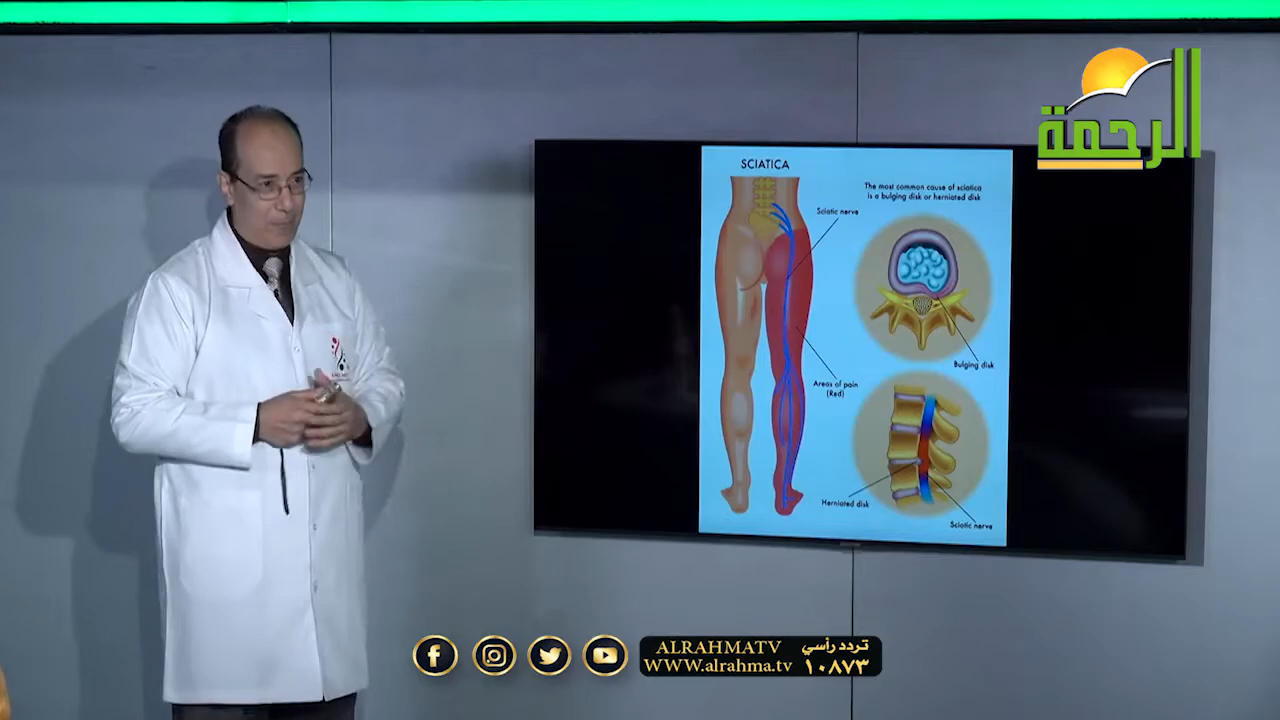 الرحمة
SCIATICA
The most common cause of sciatica
is a bulging disk or herniated disk
Sciatic nerve
Bulging disk
Areas of pain
(Red)
Herniated disk
Sciatic nerve
ALRAHMATV
WWW.alrahma.tv
تردد رأسي
١٠٨٧٣